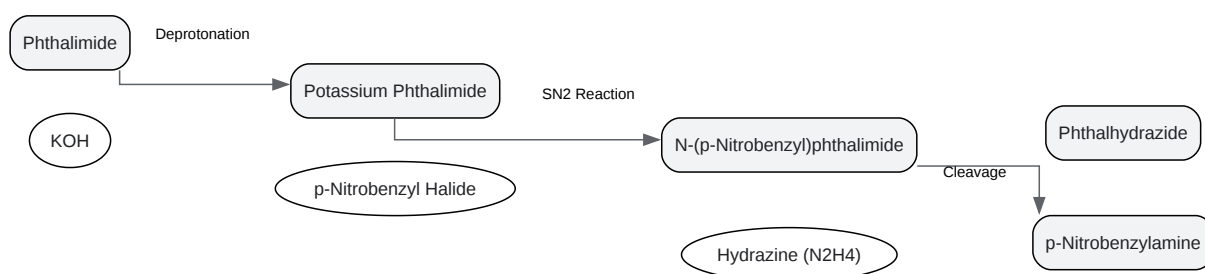 Phthalimide
Deprotonation
KOH
Potassium Phthalimide
SN2 Reaction
p-Nitrobenzyl Halide
N-(p-Nitrobenzyl)phthalimide
Phthalhydrazide
Cleavage
Hydrazine (N2H4)
p-Nitrobenzylamine